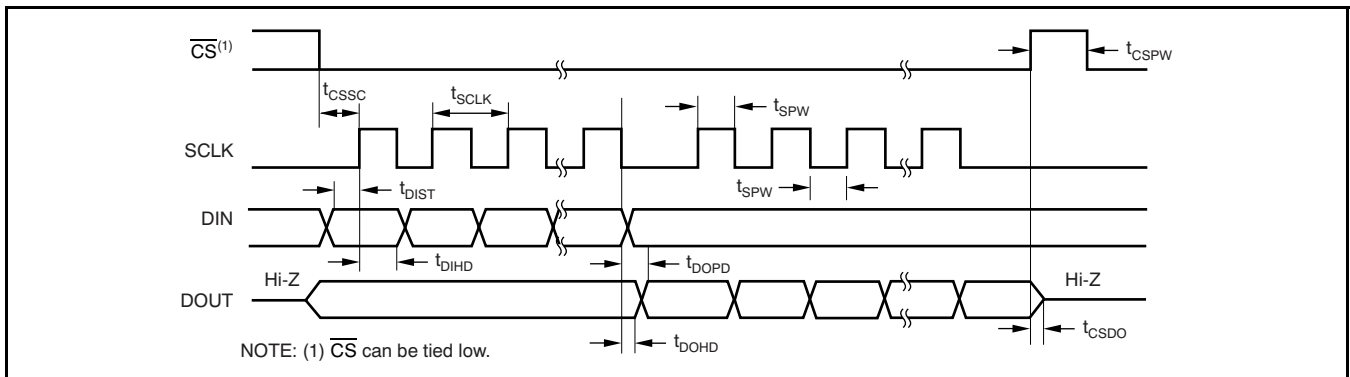 CS(1)
tCSPW
tCSSC
tSCLK
tSPW
SCLK
tDIST
tSPW
DIN
tDIHD
tDOPD
Hi-Z
Hi-Z
DOUT
tCSDO
tDOHD
NOTE: (1) CS can be tied low.